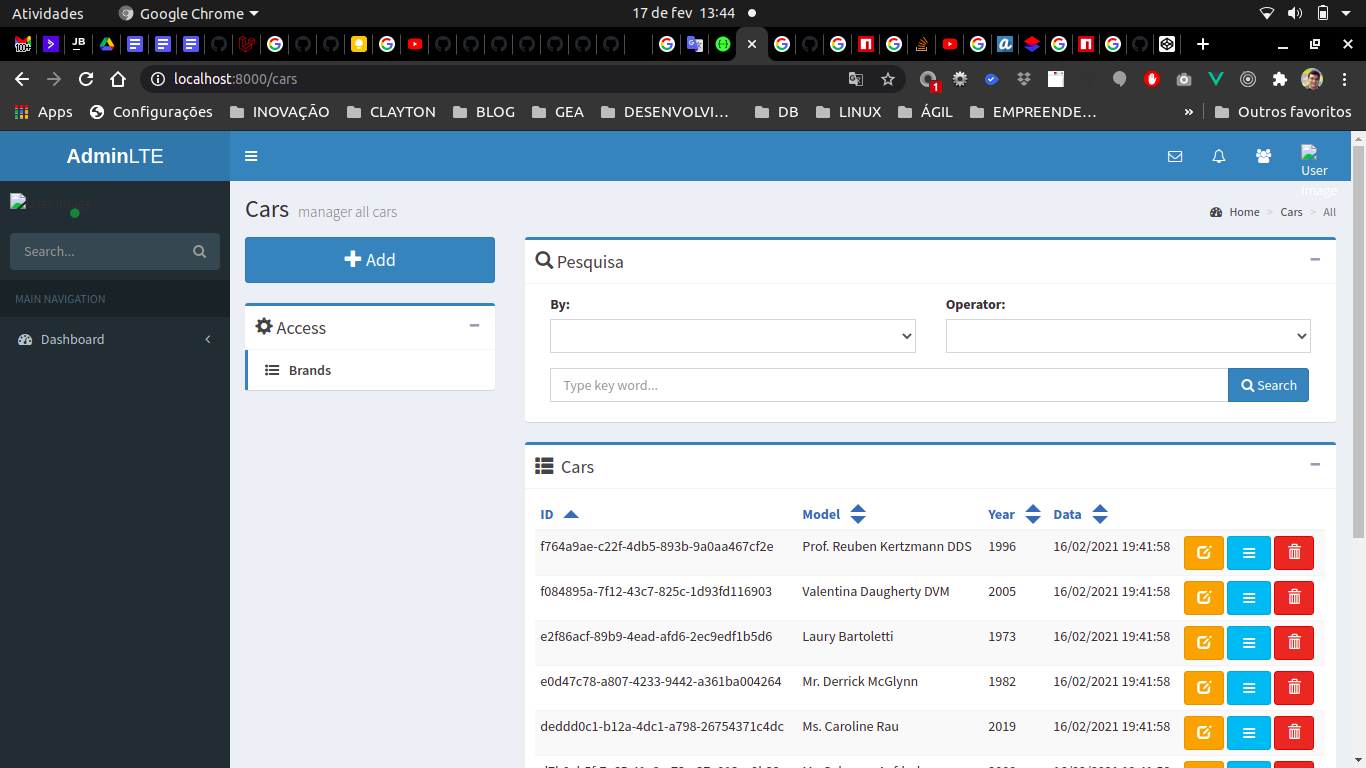 Atividades
Google Chrome
17 de fev 13:44
100+
JB
localhost:8000/cars
1
Apps
Configurações
INOVAÇÃO
CLAYTON
BLOG
GEA
DESENVOLVI...
DB
LINUX
ÁGIL
EMPREENDE...
»
Outros favoritos
AdminLTE
User Image
User Image
Cars manager all cars
Home > Cars > All
Search...
MAIN NAVIGATION
Dashboard
Add
Access
Brands
Pesquisa
By:
Operator:
Type key word...
Search
Cars
ID Model Year Data
f764a9ae-c22f-4db5-893b-9a0aa467cf2e Prof. Reuben Kertzmann DDS 1996 16/02/2021 19:41:58
f084895a-7f12-43c7-825c-1d93fd116903 Valentina Daugherty DVM 2005 16/02/2021 19:41:58
e2f86acf-89b9-4ead-afd6-2ec9edf1b5d6 Laury Bartoletti 1973 16/02/2021 19:41:58
e0d47c78-a807-4233-9442-a361ba004264 Mr. Derrick McGlynn 1982 16/02/2021 19:41:58
deddd0c1-b12a-4dc1-a798-26754371c4dc Ms. Caroline Rau 2019 16/02/2021 19:41:58